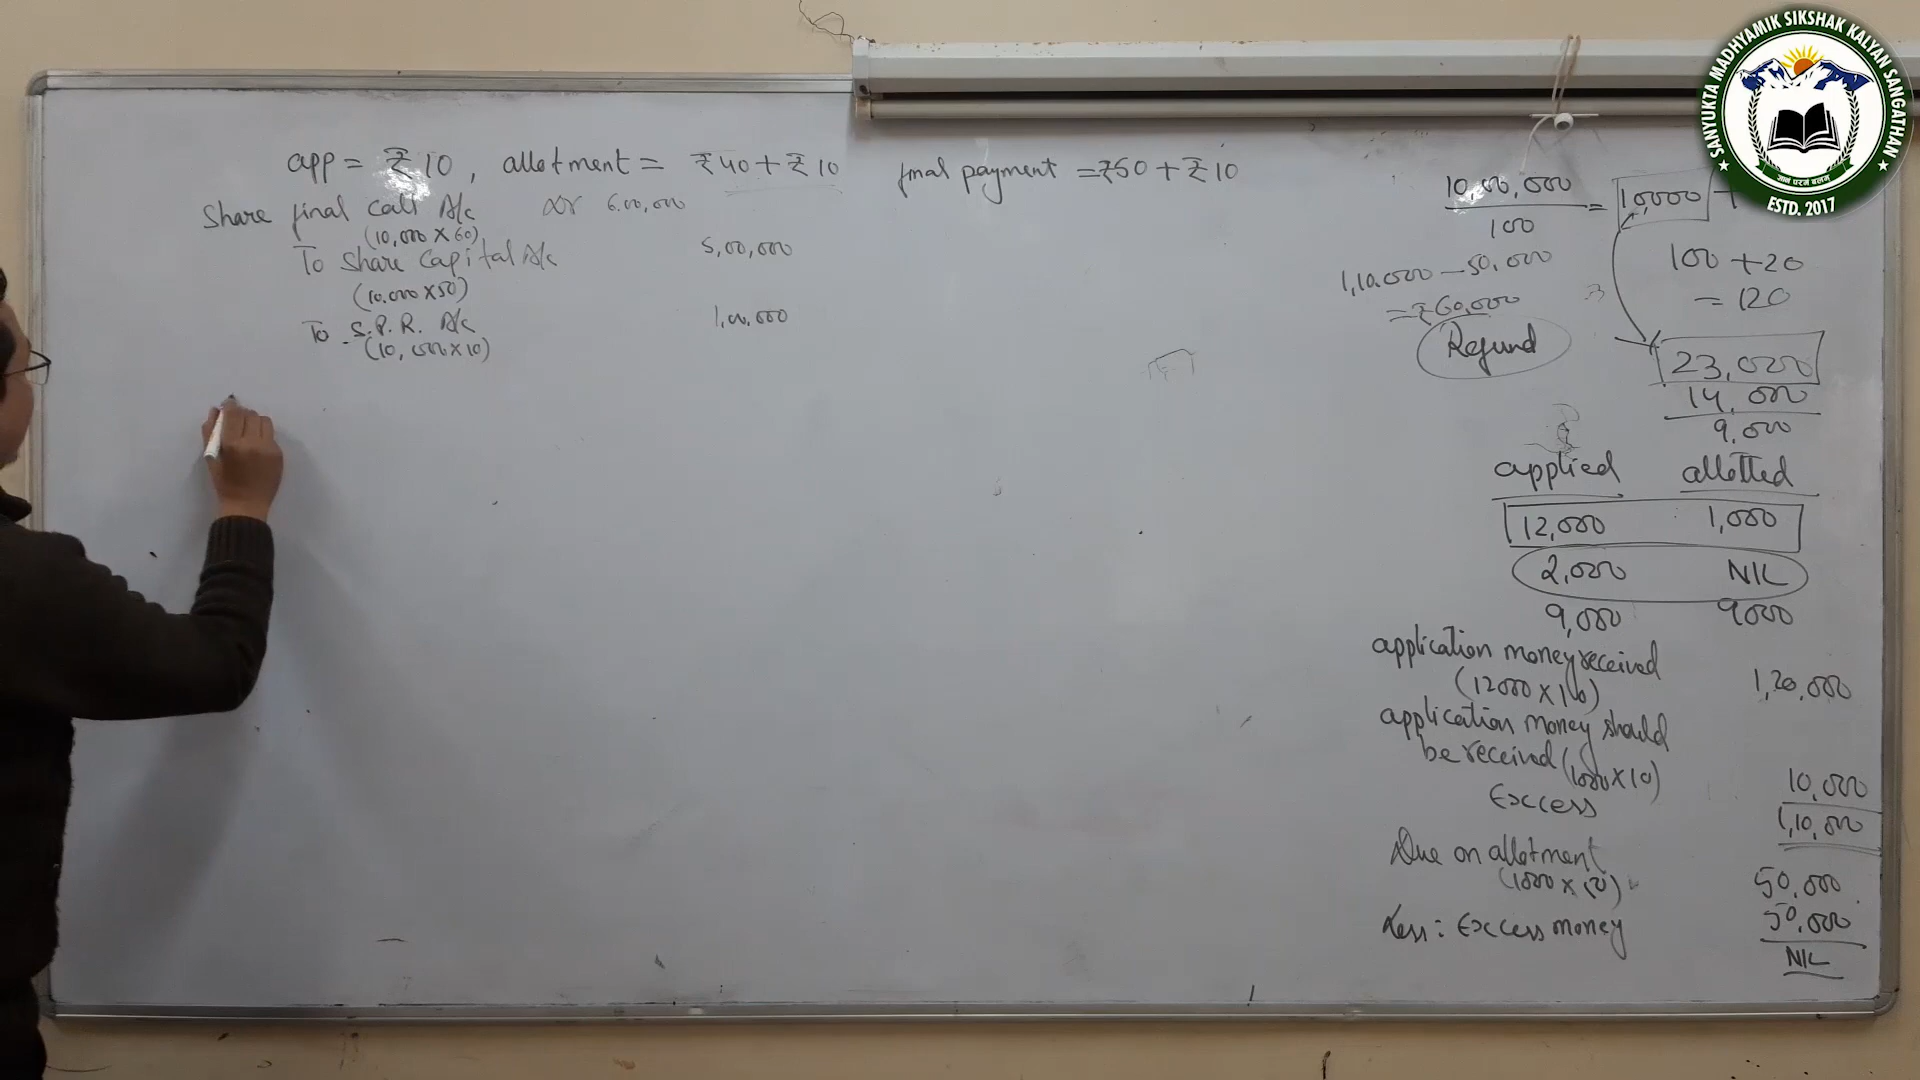 app = ₹ 10, allotment = ₹ 40 + ₹ 10 final payment = ₹50 + ₹ 10
Share final call A/c Dr 6,00,000
(10,000 × 60)
To Share Capital A/c 5,00,000
(10,000 × 50)
To S.P.R. A/c 1,00,000
(10,000 × 10)
10,00,000
100
= 10,000 +
1,10,000 - 50,000
= ₹ 60,000
Refund
100 + 20
= 120
23,000
14,000
9,000
applied allotted
12,000 1,000
2,000 NIL
9,000 9000
application money received
(12000 × 10) 1,20,000
application money should
be received (1000 × 10) 10,000
Excess 1,10,000
Due on allotment
50,000
Less: Excess money 50,000
NIL
SANYUKTA MADHYAMIK SIKSHAK KALYAN SANGATHAN
ESTD. 2017